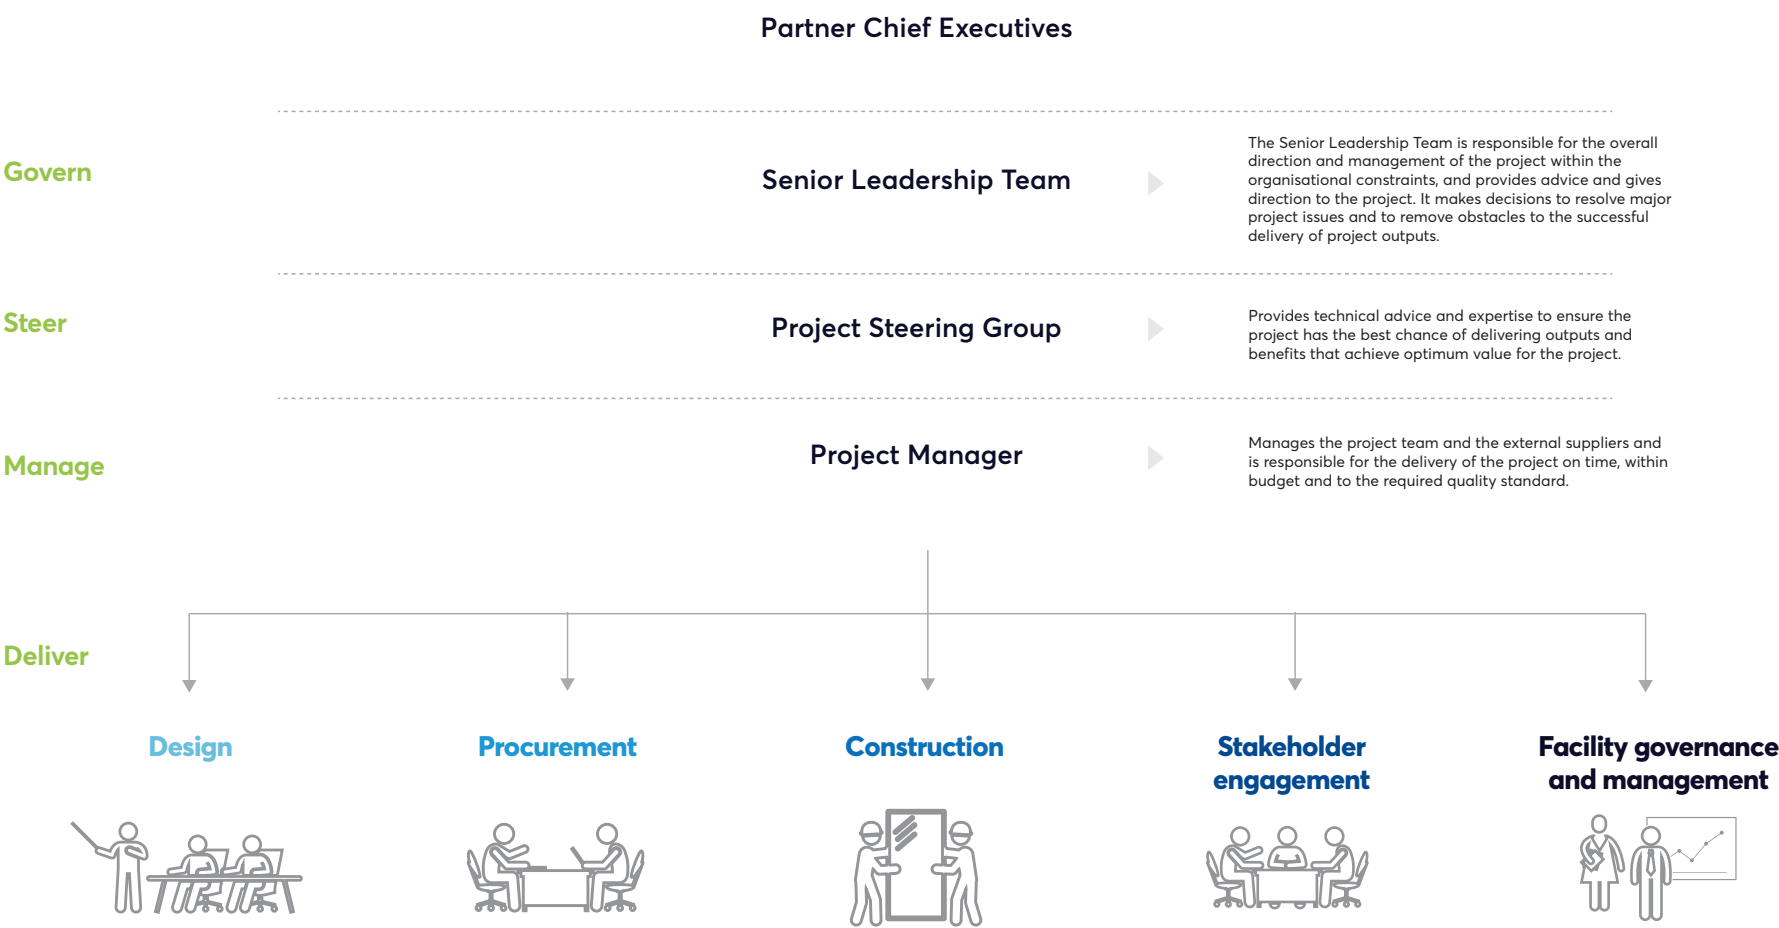 Partner Chief Executives
Govern
Senior Leadership Team
The Senior Leadership Team is responsible for the overall
direction and management of the project within the
organisational constraints, and provides advice and gives
direction to the project. It makes decisions to resolve major
project issues and to remove obstacles to the successful
delivery of project outputs.
Steer
Project Steering Group
Provides technical advice and expertise to ensure the
project has the best chance of delivering outputs and
benefits that achieve optimum value for the project.
Manage
Project Manager
Manages the project team and the external suppliers and
is responsible for the delivery of the project on time, within
budget and to the required quality standard.
Deliver
Design
Procurement
Construction
Stakeholder
engagement
Facility governance
and management